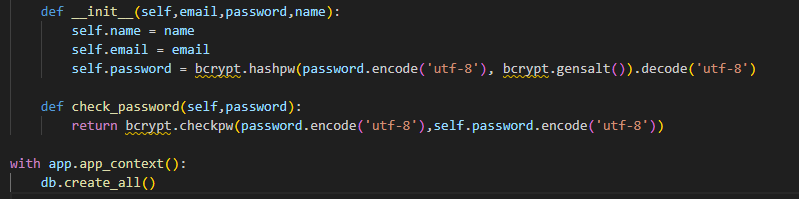 def __init__(self,email,password,name):
self.name = name
self.email = email
self.password = bcrypt.hashpw(password.encode('utf-8'), bcrypt.gensalt()).decode('utf-8')
def check_password(self,password):
return bcrypt.checkpw(password.encode('utf-8'),self.password.encode('utf-8'))
with app.app_context():
db.create_all()